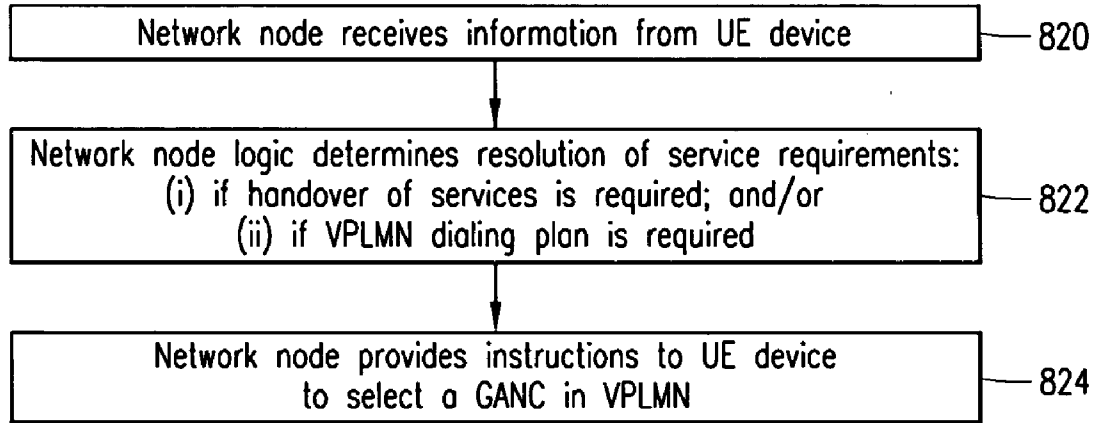 Network node receives information from UE device
820
Network node logic determines resolution of service requirements:
(i) if handover of services is required; and/or
(ii) if VPLMN dialing plan is required
822
Network node provides instructions to UE device
to select a GANC in VPLMN
824